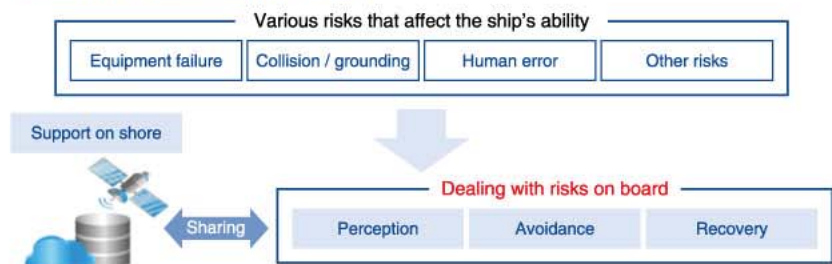 Various risks that affect the ship's ability
Equipment failure
Collision / grounding
Human error
Other risks
Support on shore
Dealing with risks on board
Sharing
Perception
Avoidance
Recovery